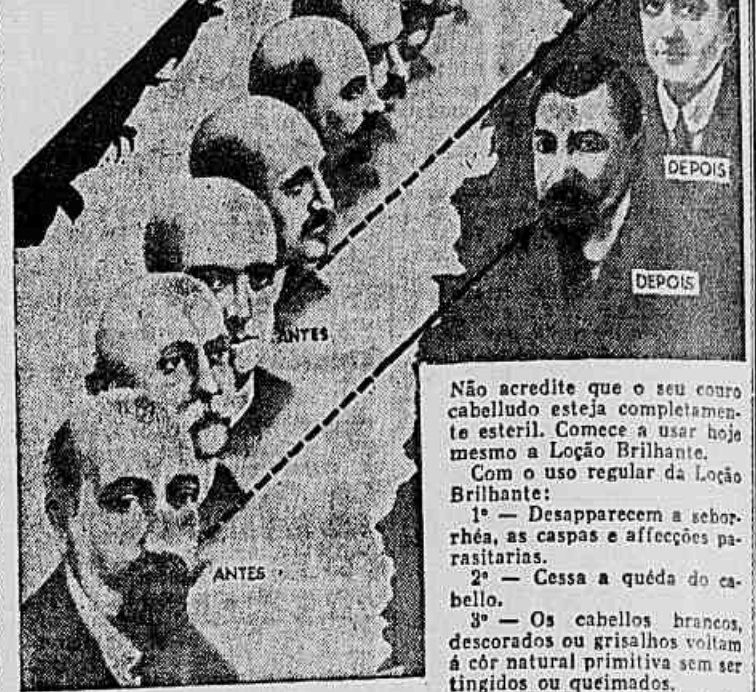 DEPOIS
DEPOIS
ANTES
ANTES
Não acredite que o seu couro
cabelludo esteja completamen-
te esteril. Comece a usar hoje
mesmo a Loção Brilhante.
Com o uso regular da Loção
Brilhante:
1º — Desapparecem a sebor-
rhéa, as caspas e affecções pa-
rasitarias.
2º — Cessa a quéda do ca-
bello.
3º — Os cabellos brancos,
descorados ou grisalhos voltam
á côr natural primitiva sem ser
tingidos ou queimados.